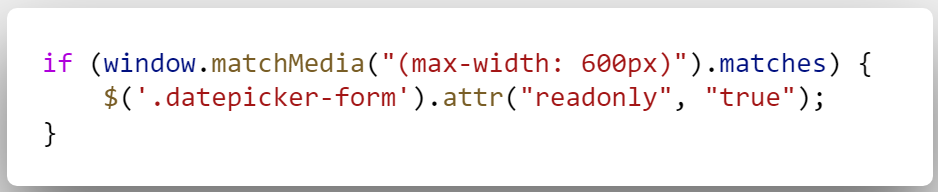 if (window.matchMedia("(max-width: 600px)").matches) {
    $('.datepicker-form').attr("readonly", "true");
}